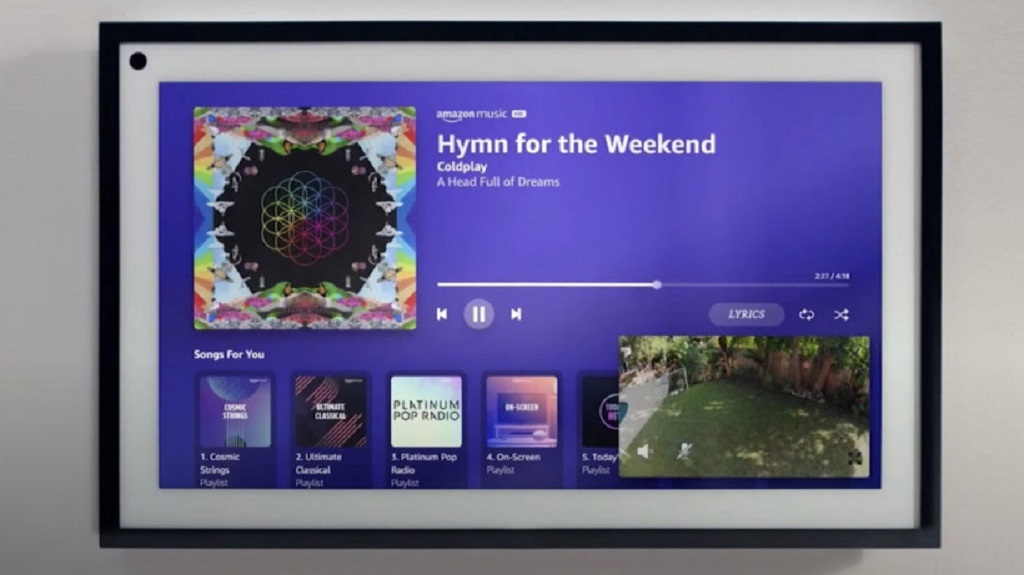 amazon music HD
Hymn for the Weekend
Coldplay
A Head Full of Dreams
2:27 / 4:18
LYRICS
Songs For You
COSMIC
STRINGS
ULTIMATE
CLASSICAL
PLATINUM
POP RADIO
ON-SCREEN
1. Cosmic
Strings
Playlist
2. Ultimate
Classical
Playlist
3. Platinum Pop
Radio
Playlist
4. On-Screen
Playlist
5. Today